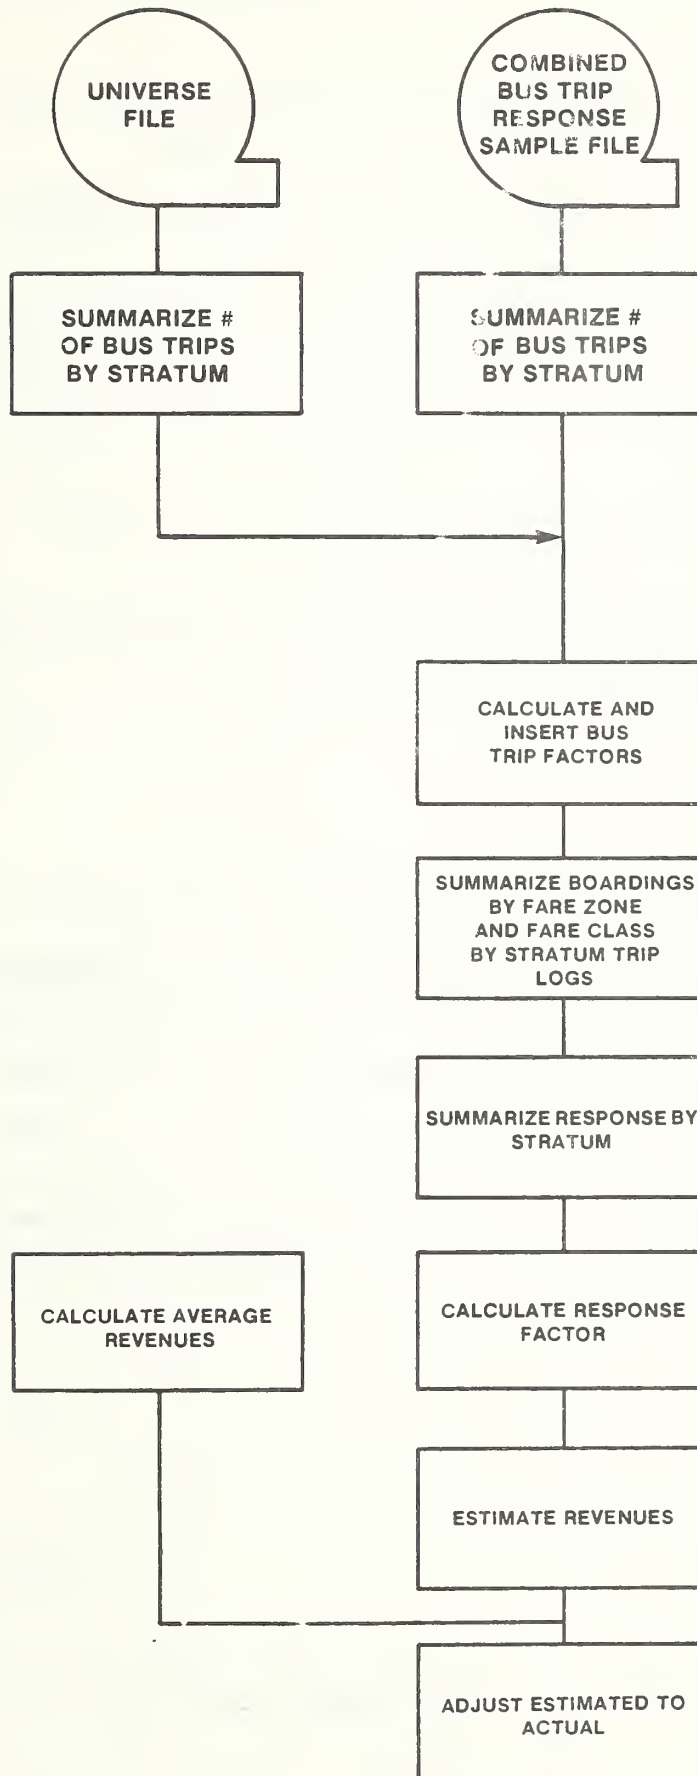 UNIVERSE
FILE
COMBINED
BUS TRIP
RESPONSE
SAMPLE FILE
SUMMARIZE #
OF BUS TRIPS
BY STRATUM
SUMMARIZE #
OF BUS TRIPS
BY STRATUM
CALCULATE AND
INSERT BUS
TRIP FACTORS
SUMMARIZE BOARDINGS
BY FARE ZONE
AND FARE CLASS
BY STRATUM TRIP
LOGS
SUMMARIZE RESPONSE BY
STRATUM
CALCULATE AVERAGE
REVENUES
CALCULATE RESPONSE
FACTOR
ESTIMATE REVENUES
ADJUST ESTIMATED TO
ACTUAL